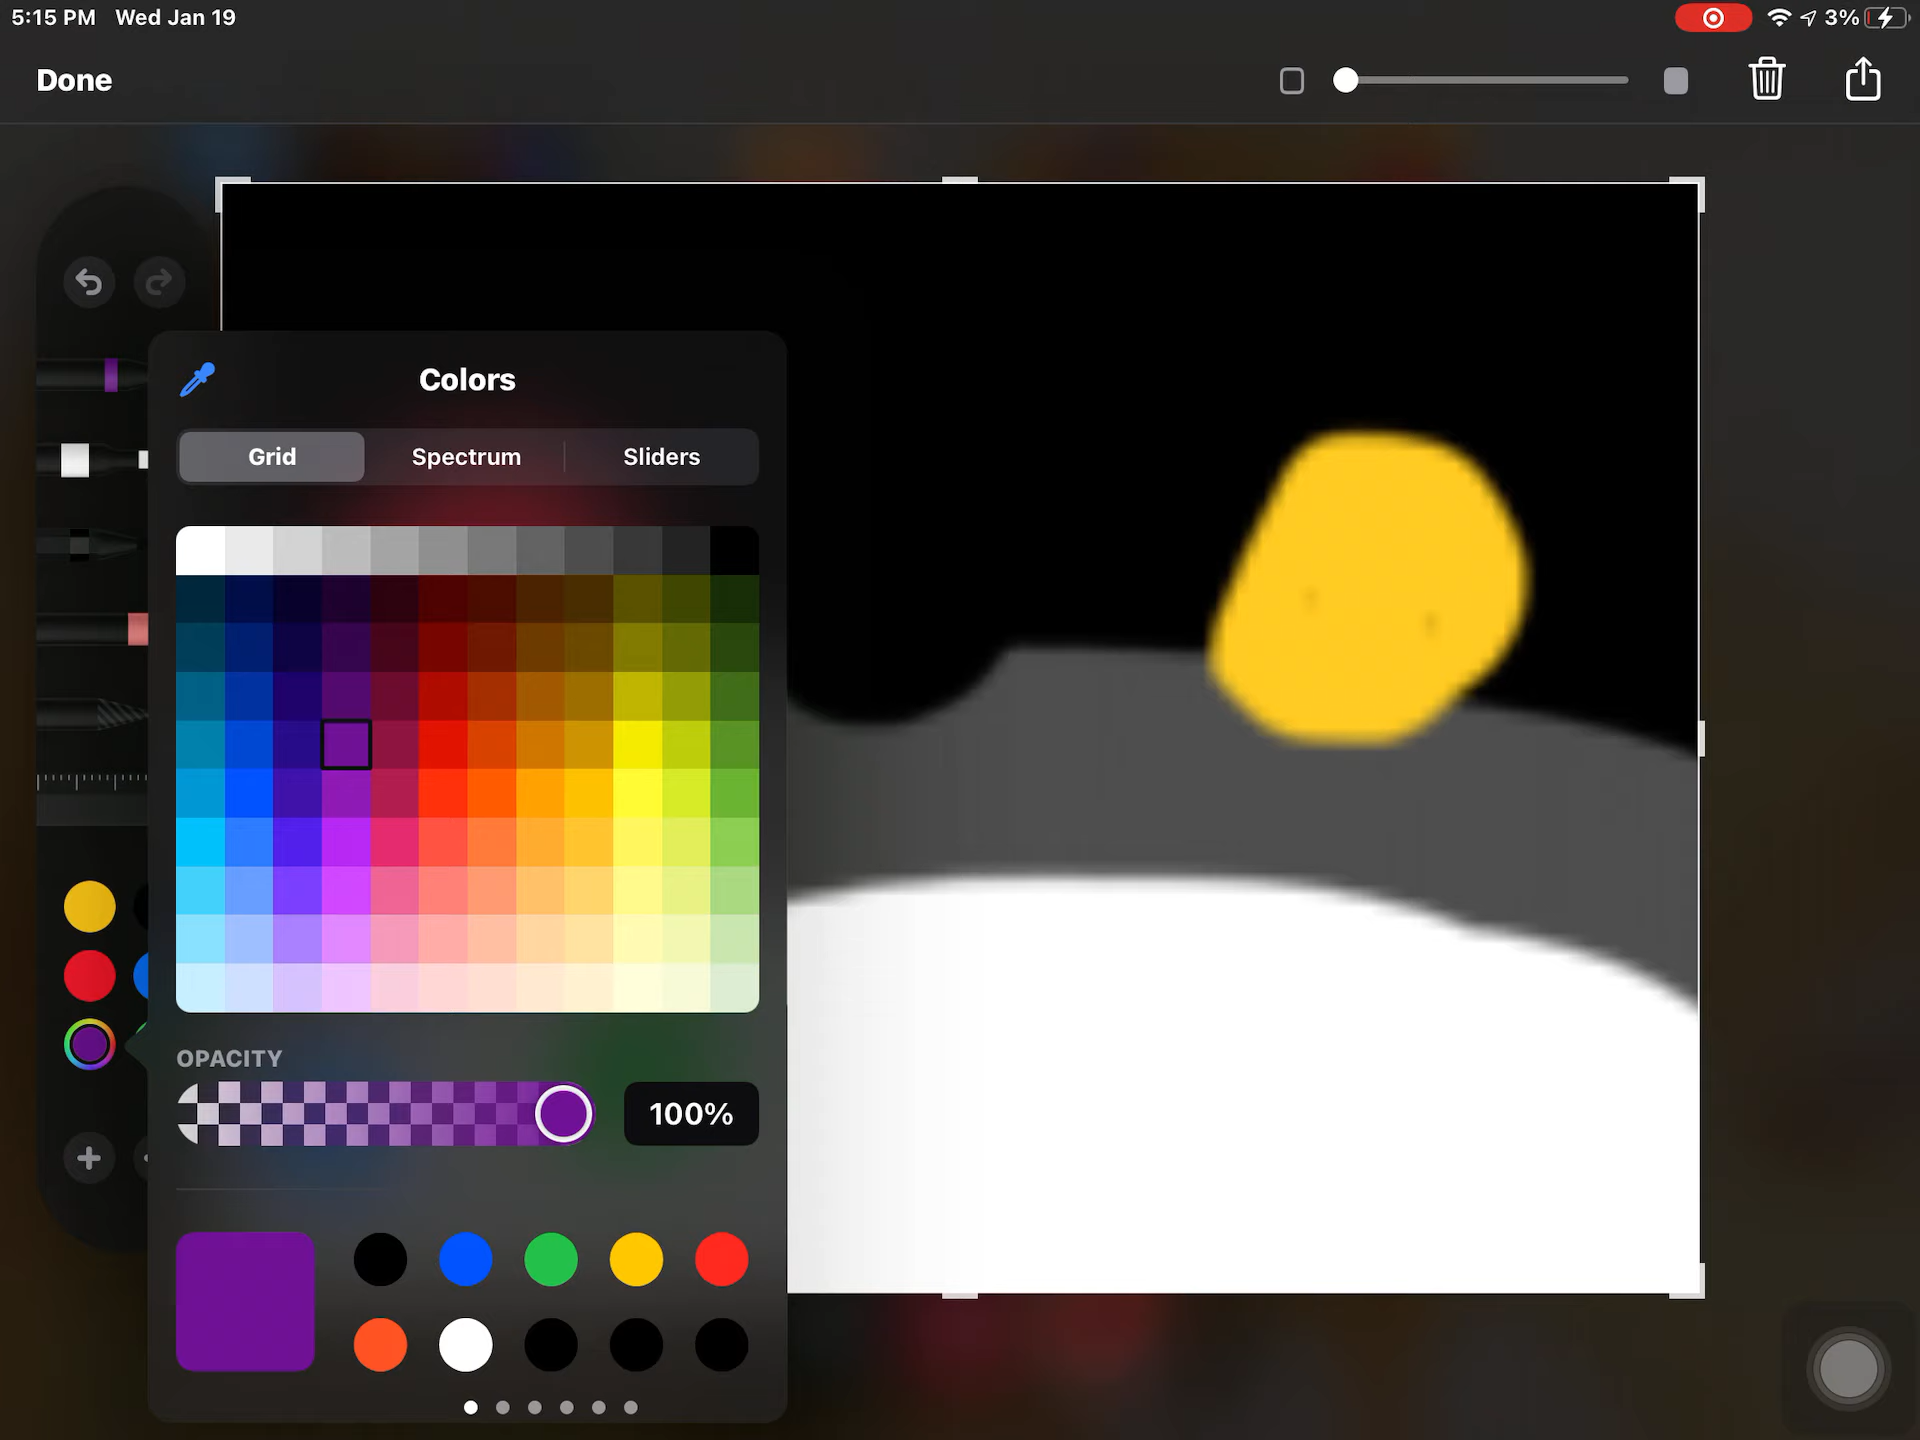 5:15 PM Wed Jan 19
3%
Done
Colors
Grid
Spectrum
Sliders
OPACITY
100%